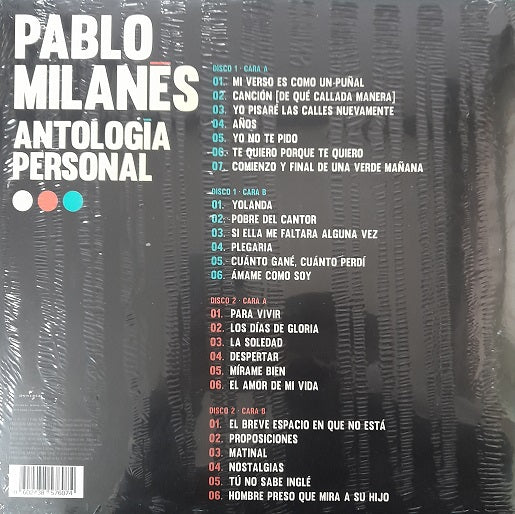 PABLO
MILANÉS
ANTOLOGÍA
PERSONAL
DISCO 1 · CARA A
01. MI VERSO ES COMO UN PUÑAL
02. CANCIÓN [DE QUÉ CALLADA MANERA]
03. YO PISARÉ LAS CALLES NUEVAMENTE
04. AÑOS
05. YO NO TE PIDO
06. TE QUIERO PORQUE TE QUIERO
07. COMIENZO Y FINAL DE UNA VERDE MAÑANA
DISCO 1 · CARA B
01. YOLANDA
02. POBRE DEL CANTOR
03. SI ELLA ME FALTARA ALGUNA VEZ
04. PLEGARIA
05. CUÁNTO GANÉ, CUÁNTO PERDÍ
06. ÁMAME COMO SOY
DISCO 2 · CARA A
01. PARA VIVIR
02. LOS DÍAS DE GLORIA
03. LA SOLEDAD
04. DESPERTAR
05. MÍRAME BIEN
06. EL AMOR DE MI VIDA
DISCO 2 · CARA B
01. EL BREVE ESPACIO EN QUE NO ESTÁ
02. PROPOSICIONES
03. MATINAL
04. NOSTALGIAS
05. TÚ NO SABE INGLÉ
06. HOMBRE PRESO QUE MIRA A SU HIJO
0 602738 576074